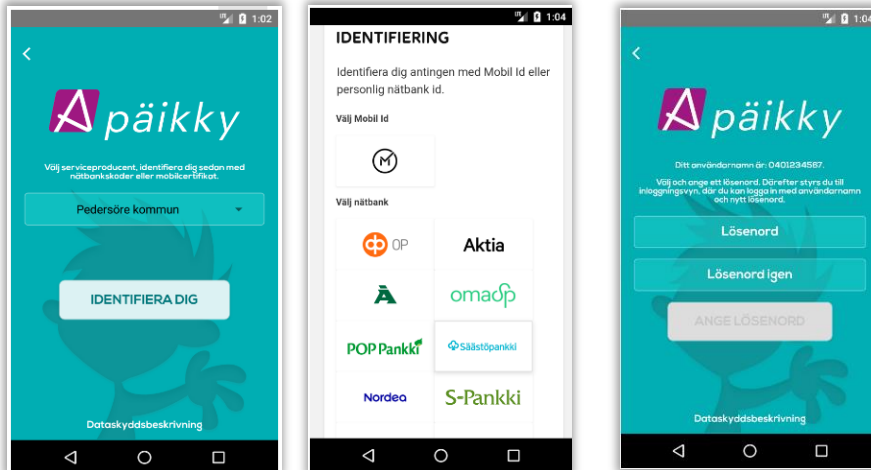 LTE 1:02
päikky
Välj serviceproducent, identifiera dig sedan med
nätbankskoder eller mobilcertifikat.
Pedersöre kommun
IDENTIFIERA DIG
Dataskyddsbeskrivning
LTE 1:04
IDENTIFIERING
Identifiera dig antingen med Mobil Id eller
personlig nätbank id.
Välj Mobil Id
M
Välj nätbank
OP
Aktia
Å
omasp
POP Pankki
Säästöpankki
Nordea
S-Pankki
LTE 1:04
päikky
Ditt användarnamn är: 0401234567.
Välj och ange ett lösenord. Därefter styrs du till
inloggningsvyn, där du kan logga in med användarnamn
och nytt lösenord.
Lösenord
Lösenord igen
ANGE LÖSENORD
Dataskyddsbeskrivning